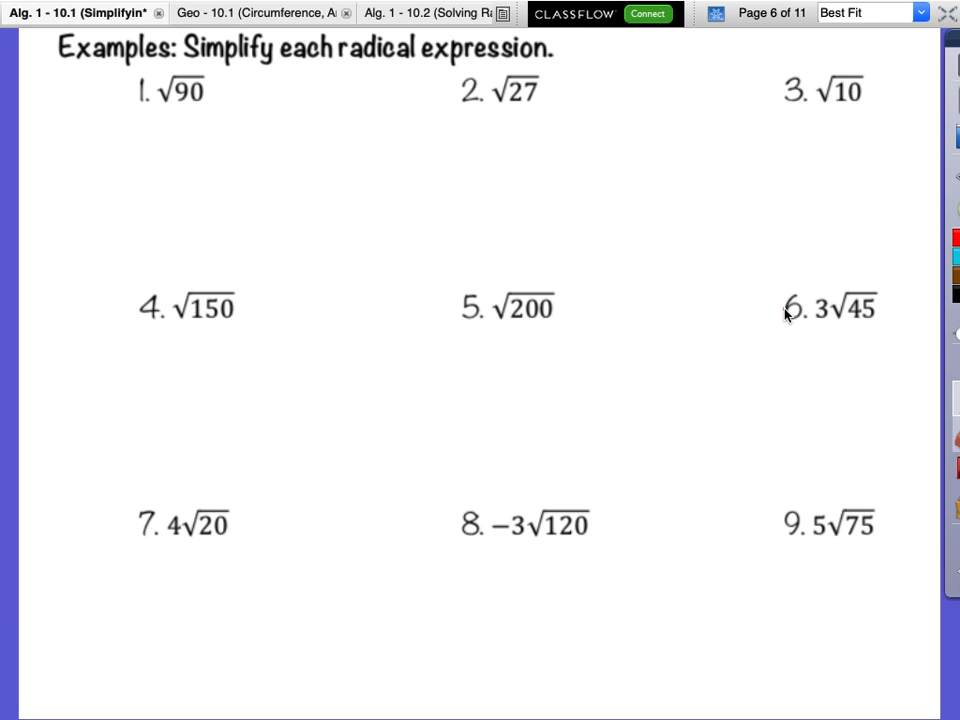 Alg. 1 - 10.1 (Simplifyin* Geo - 10.1 (Circumference, A Alg. 1 - 10.2 (Solving Ra CLASSFLOW Connect Page 6 of 11 Best Fit
Examples: Simplify each radical expression.
1. √90 2. √27 3. √10
4. √150 5. √200 6. 3√45
7. 4√20 8. −3√120 9. 5√75